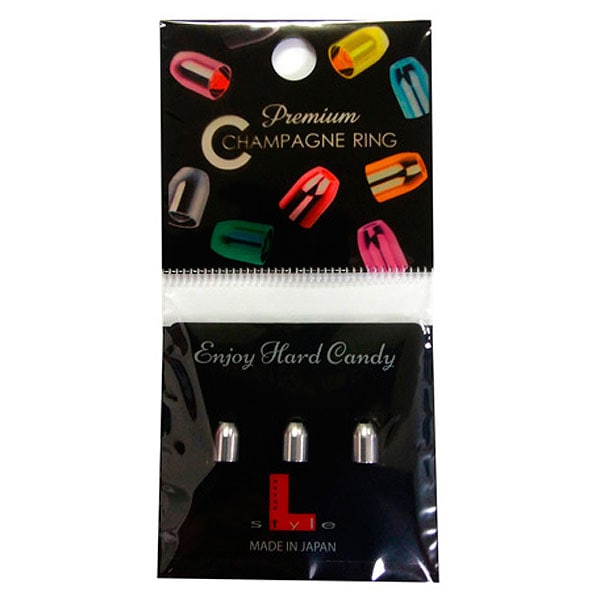 Premium
C CHAMPAGNE RING
Enjoy Hard Candy
L
style
MADE IN JAPAN